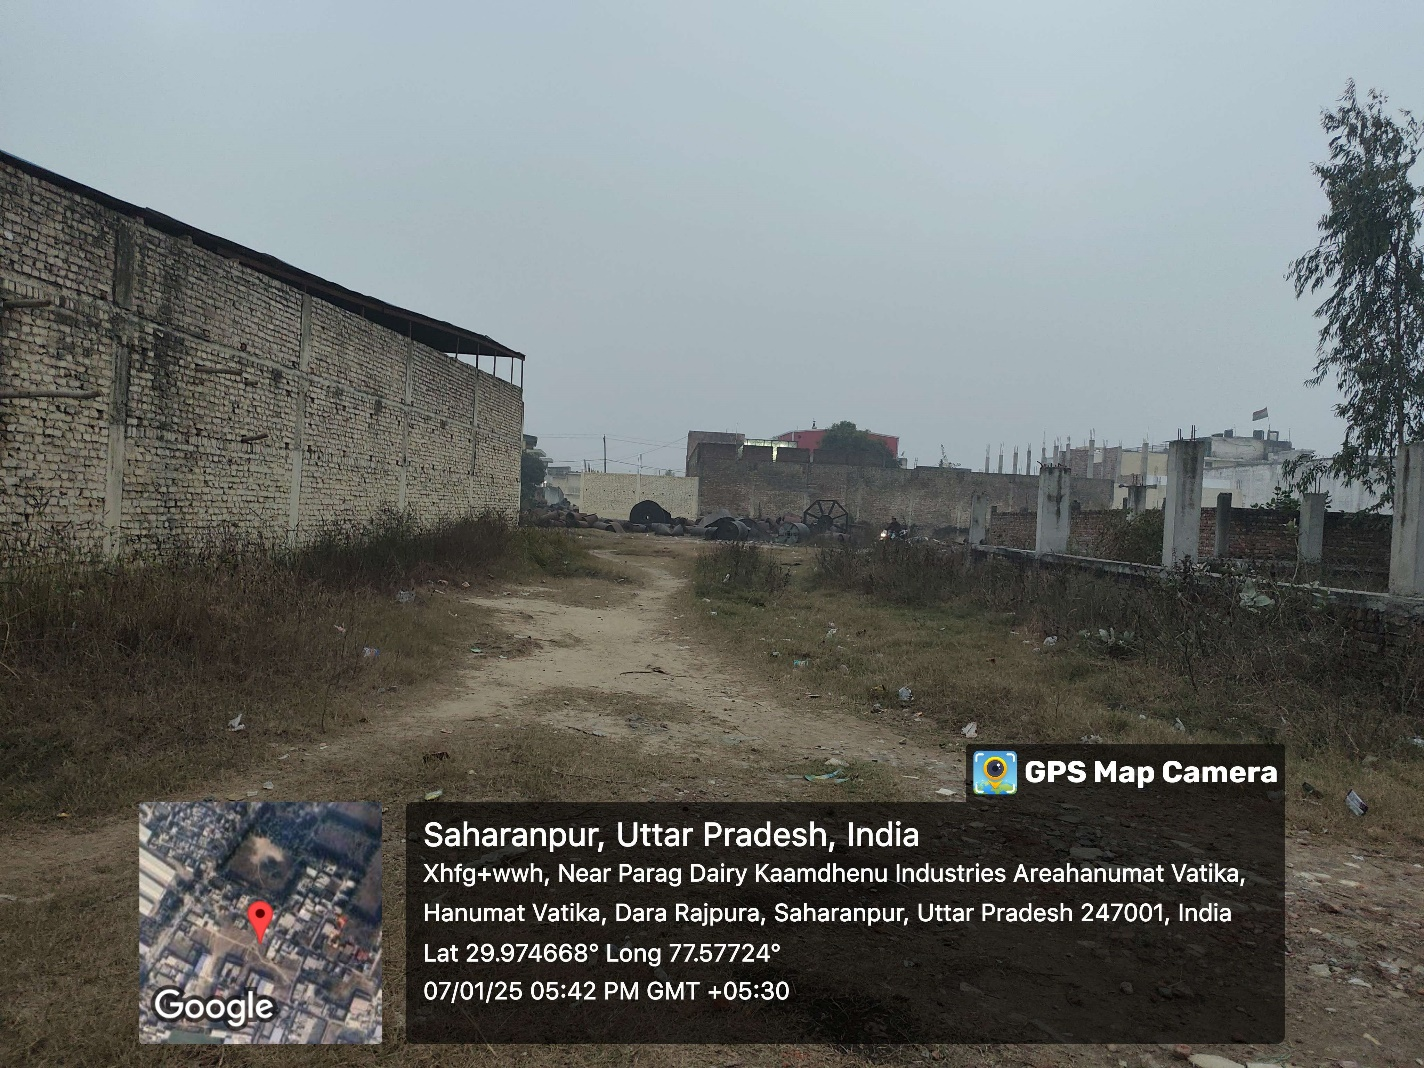 GPS Map Camera
Saharanpur, Uttar Pradesh, India
Xhfg+wwh, Near Parag Dairy Kaamdhenu Industries Areahanumat Vatika,
Hanumat Vatika, Dara Rajpura, Saharanpur, Uttar Pradesh 247001, India
Lat 29.974668° Long 77.57724°
07/01/25 05:42 PM GMT +05:30
Google